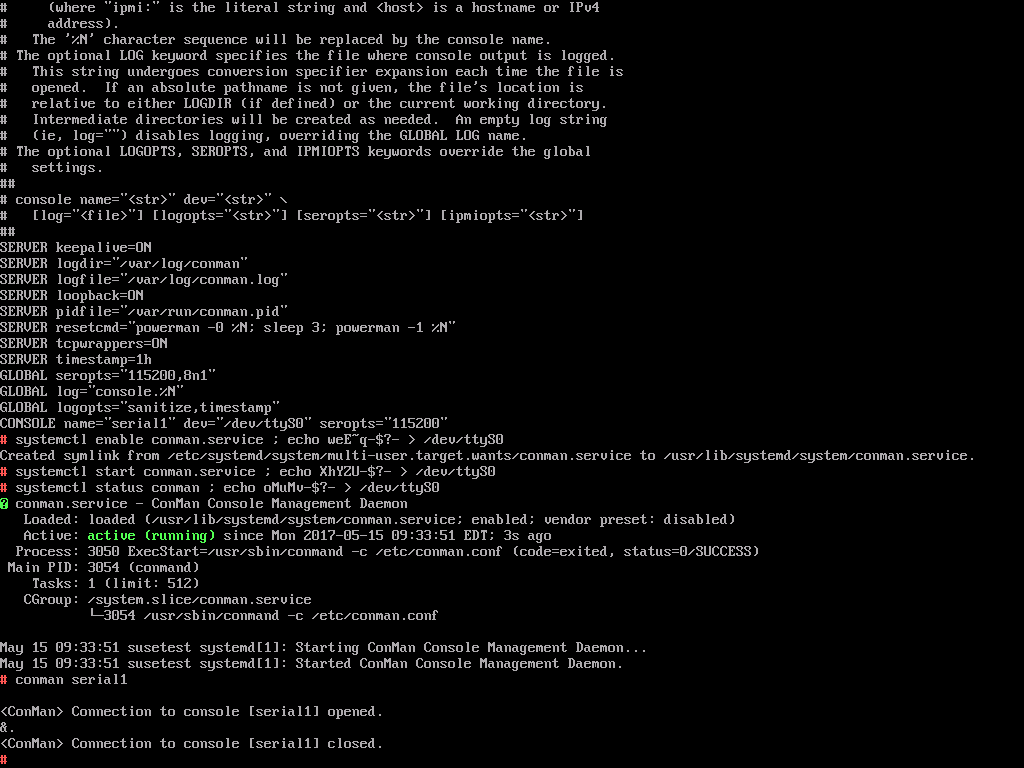 #     (where "ipmi:" is the literal string and <host> is a hostname or IPv4
#     address).
#   The '%N' character sequence will be replaced by the console name.
# The optional LOG keyword specifies the file where console output is logged.
#   This string undergoes conversion specifier expansion each time the file is
#   opened.  If an absolute pathname is not given, the file's location is
#   relative to either LOGDIR (if defined) or the current working directory.
#   Intermediate directories will be created as needed.  An empty log string
#   (ie, log="") disables logging, overriding the GLOBAL LOG name.
# The optional LOGOPTS, SEROPTS, and IPMIOPTS keywords override the global
#   settings.
##
# console name="<str>" dev="<str>" \
#   [log="<file>"] [logopts="<str>"] [seropts="<str>"] [ipmiopts="<str>"]
##
SERVER keepalive=ON
SERVER logdir="/var/log/conman"
SERVER logfile="/var/log/conman.log"
SERVER loopback=ON
SERVER pidfile="/var/run/conman.pid"
SERVER resetcmd="powerman -0 %N; sleep 3; powerman -1 %N"
SERVER tcpwrappers=ON
SERVER timestamp=1h
GLOBAL seropts="115200,8n1"
GLOBAL log="console.%N"
GLOBAL logopts="sanitize,timestamp"
CONSOLE name="serial1" dev="/dev/ttyS0" seropts="115200"
# systemctl enable conman.service ; echo weE~q-$?- > /dev/ttyS0
Created symlink from /etc/systemd/system/multi-user.target.wants/conman.service to /usr/lib/systemd/system/conman.service.
# systemctl start conman.service ; echo XhYZU-$?- > /dev/ttyS0
# systemctl status conman ; echo oMuMv-$?- > /dev/ttyS0
? conman.service - ConMan Console Management Daemon
   Loaded: loaded (/usr/lib/systemd/system/conman.service; enabled; vendor preset: disabled)
   Active: active (running) since Mon 2017-05-15 09:33:51 EDT; 3s ago
  Process: 3050 ExecStart=/usr/sbin/conmand -c /etc/conman.conf (code=exited, status=0/SUCCESS)
 Main PID: 3054 (conmand)
    Tasks: 1 (limit: 512)
   CGroup: /system.slice/conman.service
           └─3054 /usr/sbin/conmand -c /etc/conman.conf
May 15 09:33:51 susetest systemd[1]: Starting ConMan Console Management Daemon...
May 15 09:33:51 susetest systemd[1]: Started ConMan Console Management Daemon.
# conman serial1
<ConMan> Connection to console [serial1] opened.
&.
<ConMan> Connection to console [serial1] closed.
#